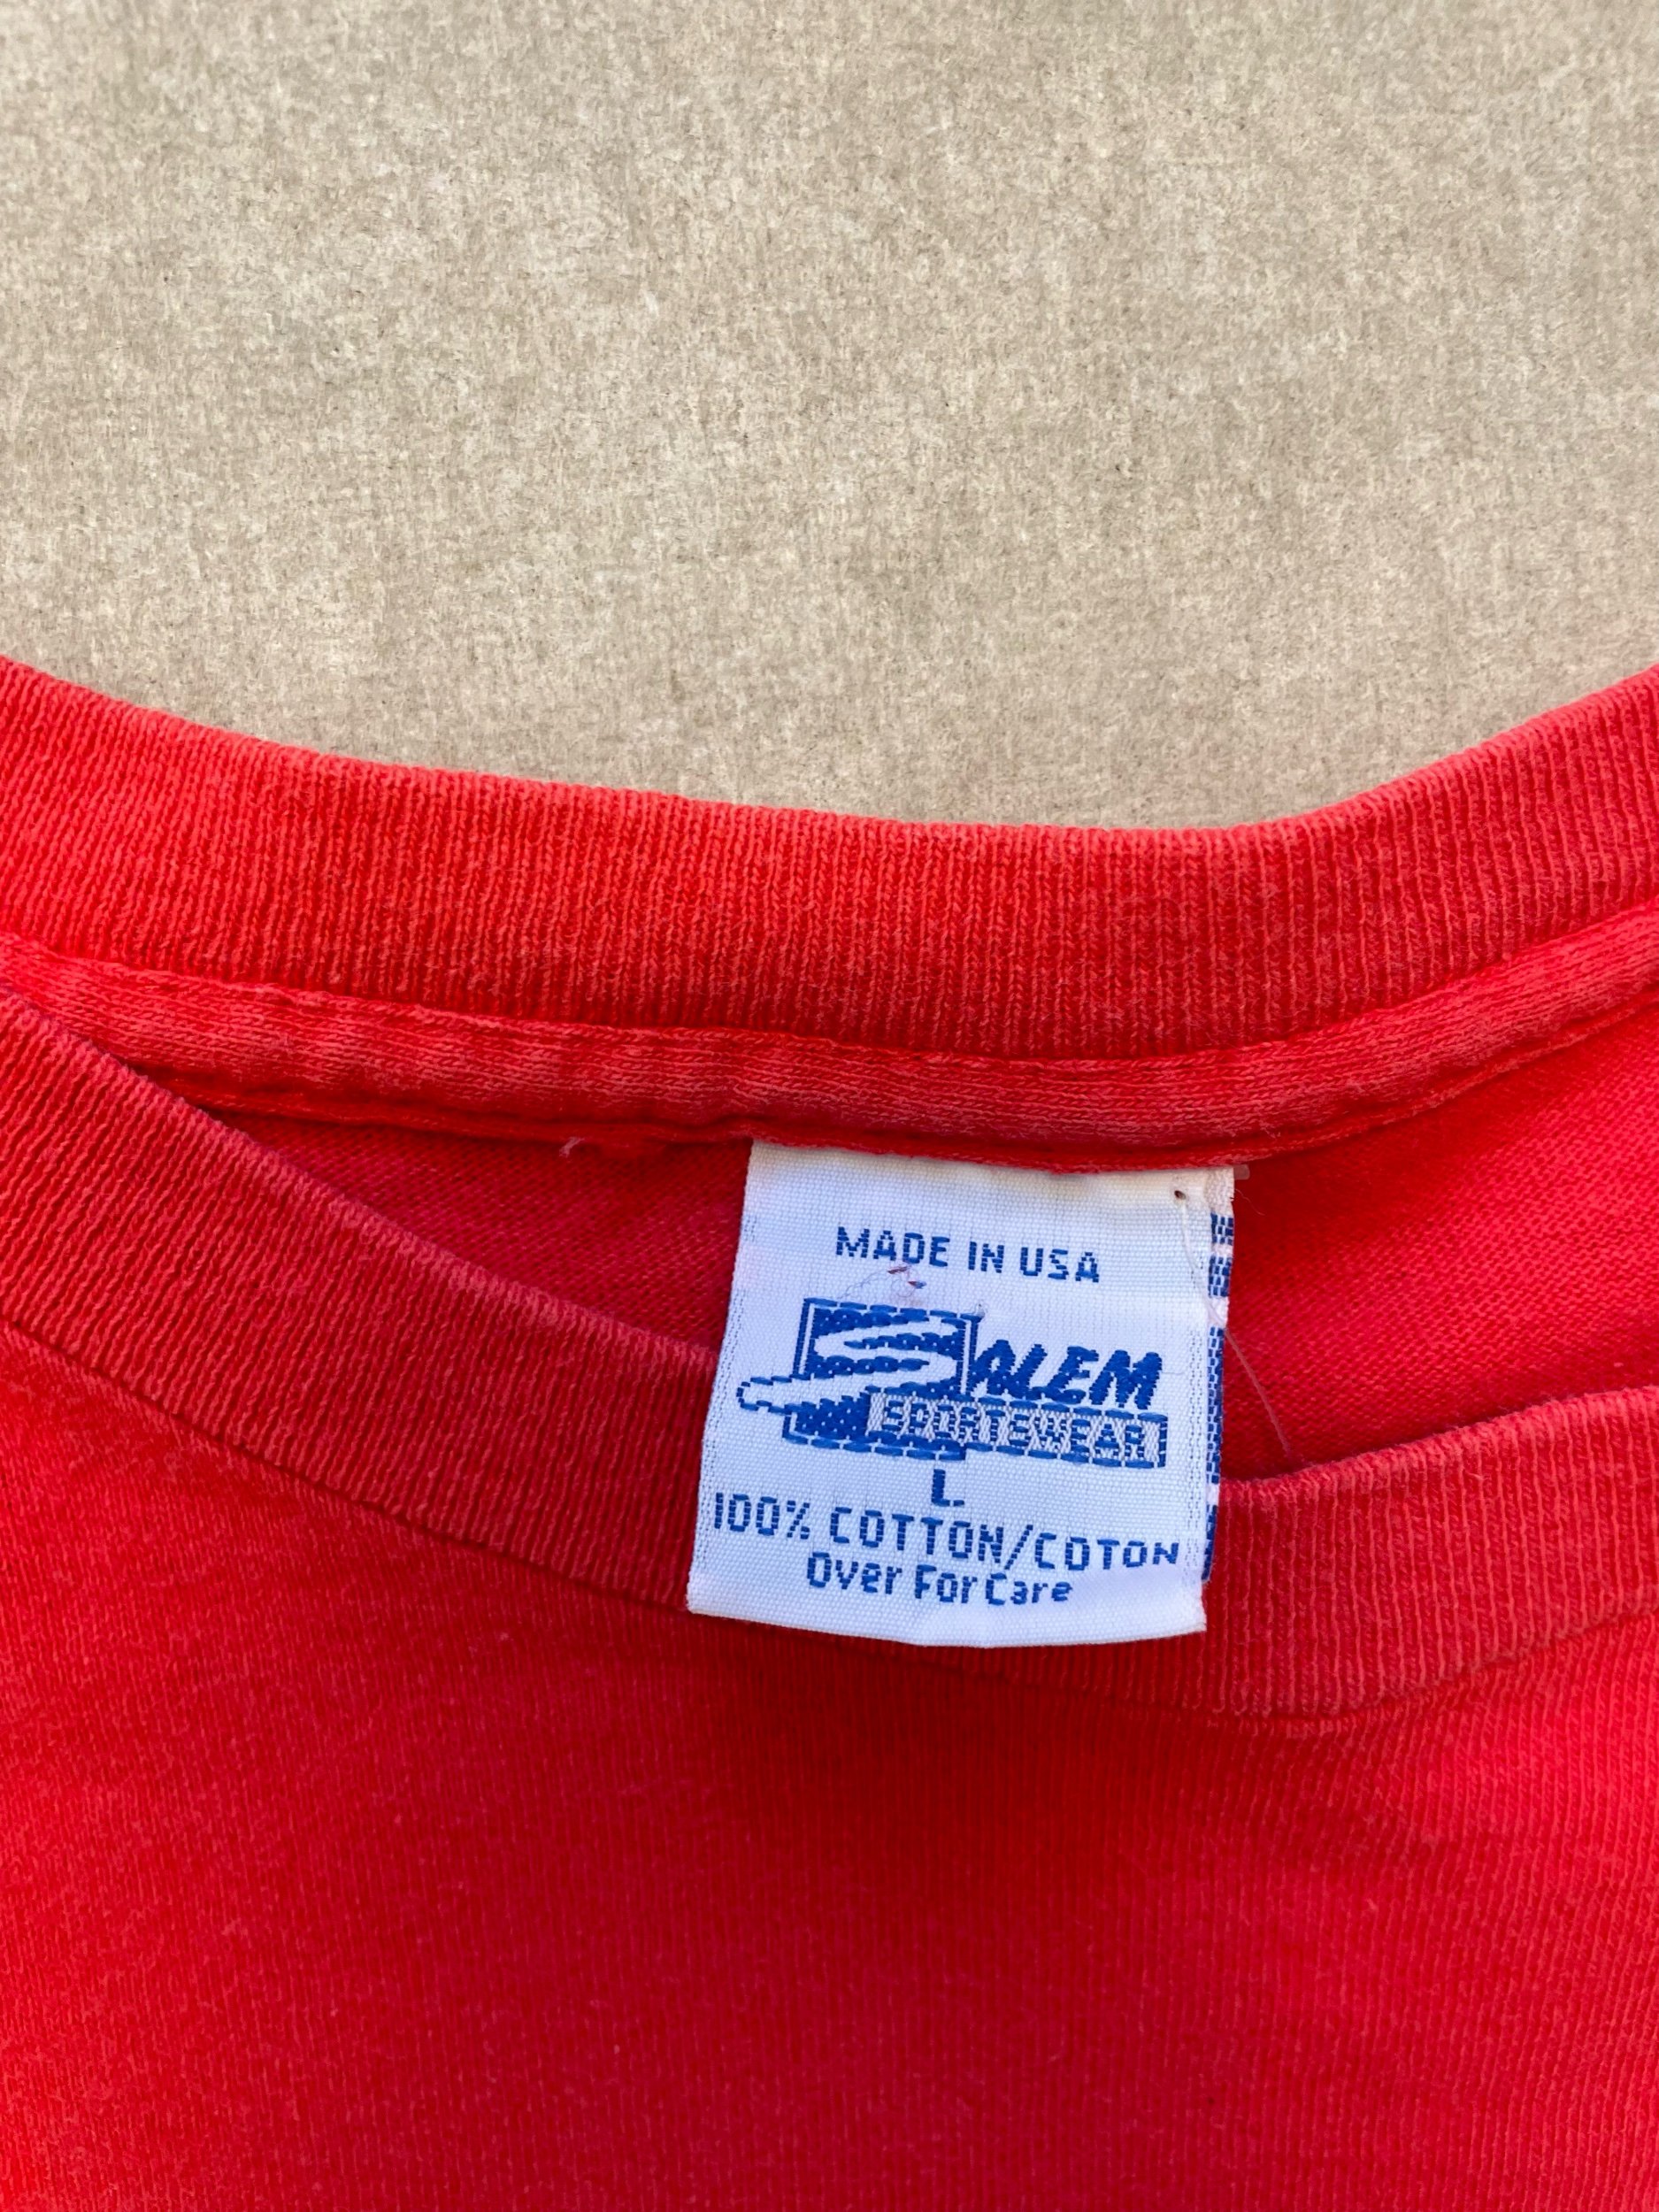 MADE IN USA
SALEM
SPORTSWEAR
L
100% COTTON/COTON
Over For Care